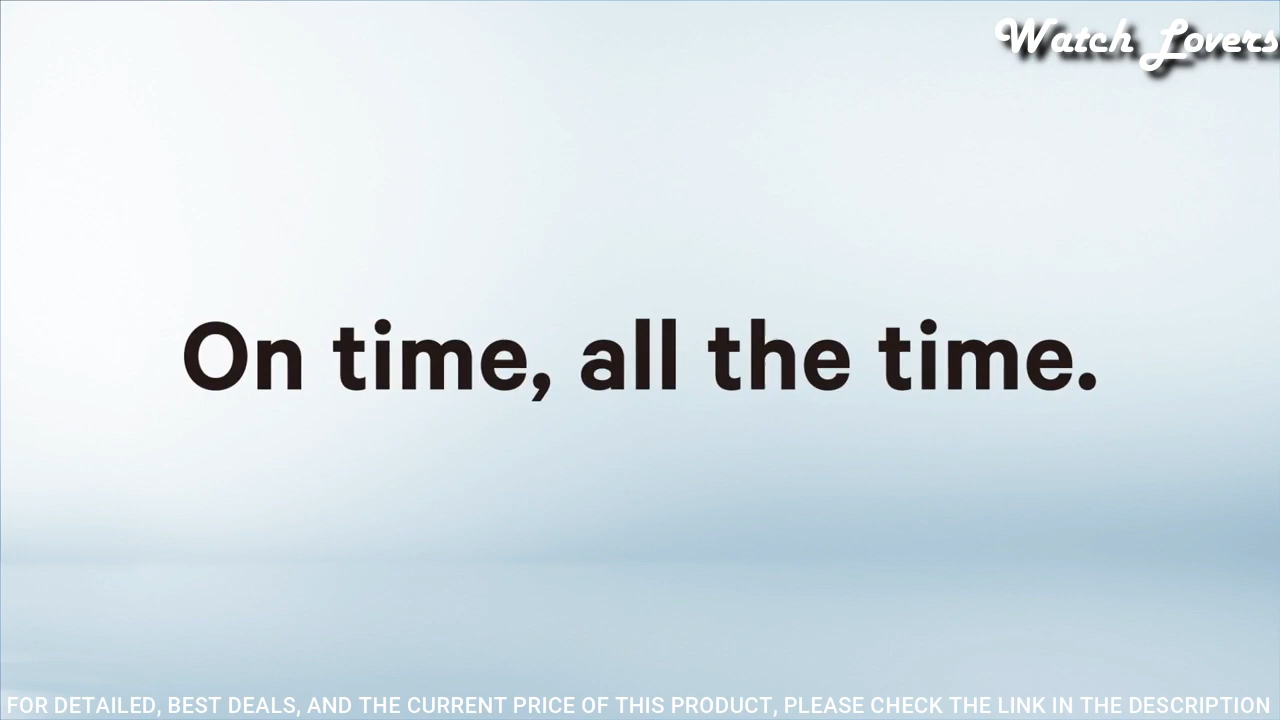 Watch Lovers
On time, all the time.
FOR DETAILED, BEST DEALS, AND THE CURRENT PRICE OF THIS PRODUCT, PLEASE CHECK THE LINK IN THE DESCRIPTION